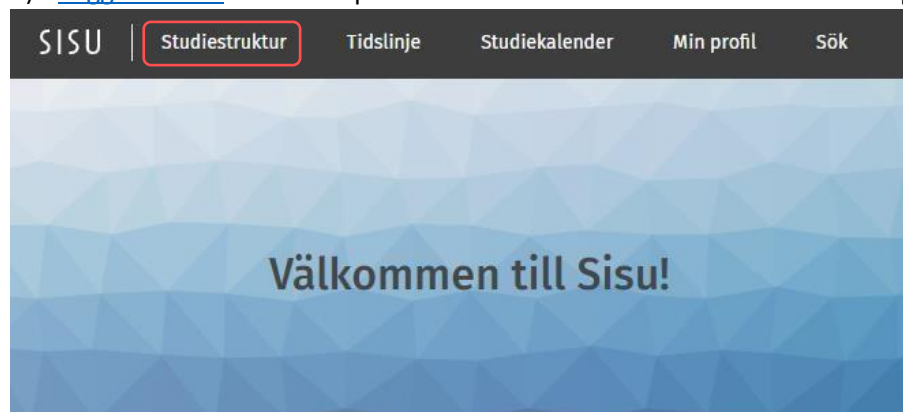 SISU Studiestruktur Tidslinje Studiekalender Min profil Sök
Välkommen till Sisu!